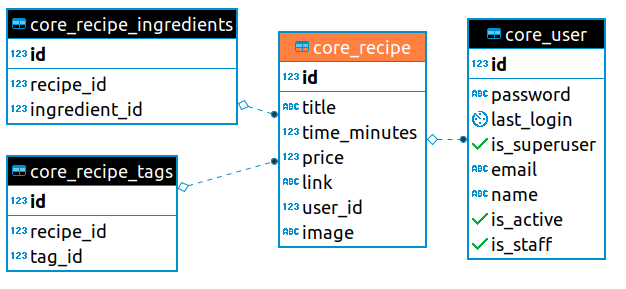 core_recipe_ingredients
123 id
123 recipe_id
123 ingredient_id
core_recipe_tags
123 id
123 recipe_id
123 tag_id
core_recipe
123 id
ABC title
123 time_minutes
123 price
ABC link
123 user_id
ABC image
core_user
123 id
ABC password
last_login
is_superuser
ABC email
ABC name
is_active
is_staff